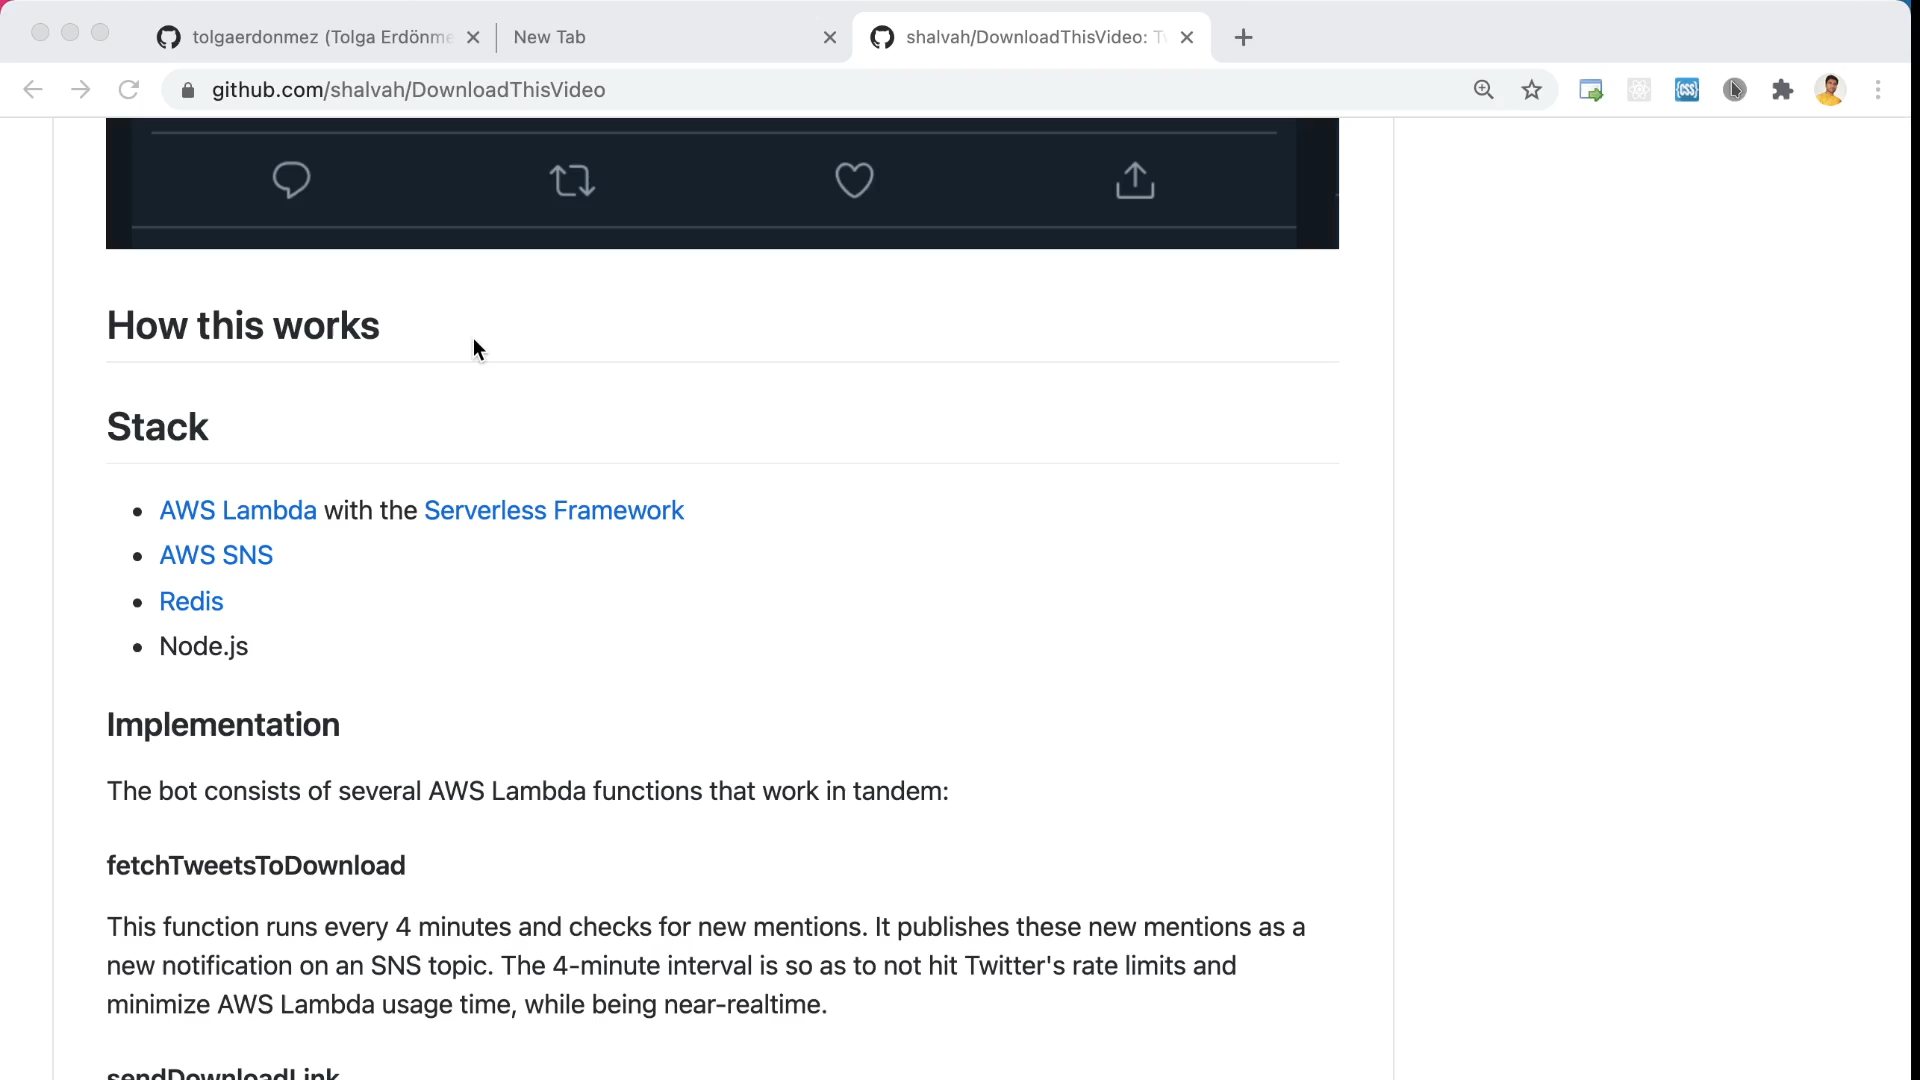 tolgaerdonmez (Tolga Erdönme
New Tab
shalvah/DownloadThisVideo: Tw
github.com/shalvah/DownloadThisVideo
{CSS}
How this works
Stack
AWS Lambda with the Serverless Framework
AWS SNS
Redis
Node.js
Implementation
The bot consists of several AWS Lambda functions that work in tandem:
fetchTweetsToDownload
This function runs every 4 minutes and checks for new mentions. It publishes these new mentions as a
new notification on an SNS topic. The 4-minute interval is so as to not hit Twitter's rate limits and
minimize AWS Lambda usage time, while being near-realtime.
sendDownloadLink